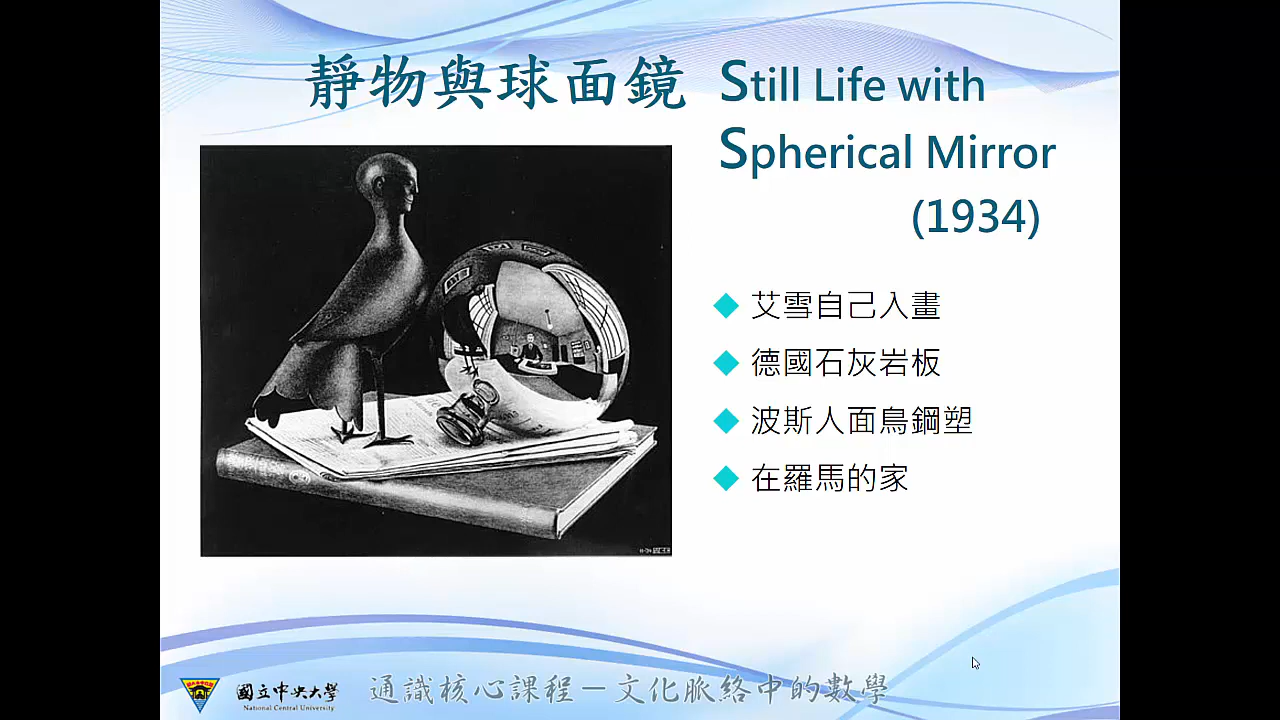 靜物與球面鏡 Still Life with
Spherical Mirror
(1934)
艾雪自己入畫
德國石灰岩板
波斯人面鳥鋼塑
在羅馬的家
國立中央大學
National Central University
通識核心課程－文化脈絡中的數學